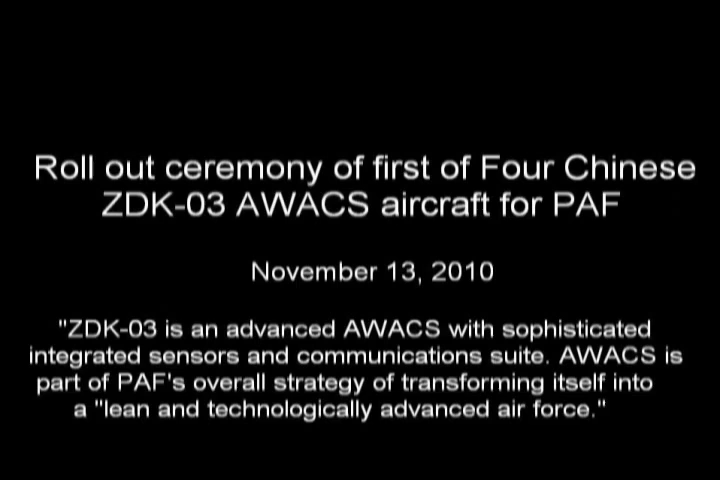 Roll out ceremony of first of Four Chinese
ZDK-03 AWACS aircraft for PAF
November 13, 2010
"ZDK-03 is an advanced AWACS with sophisticated
integrated sensors and communications suite. AWACS is
part of PAF's overall strategy of transforming itself into
a "lean and technologically advanced air force."